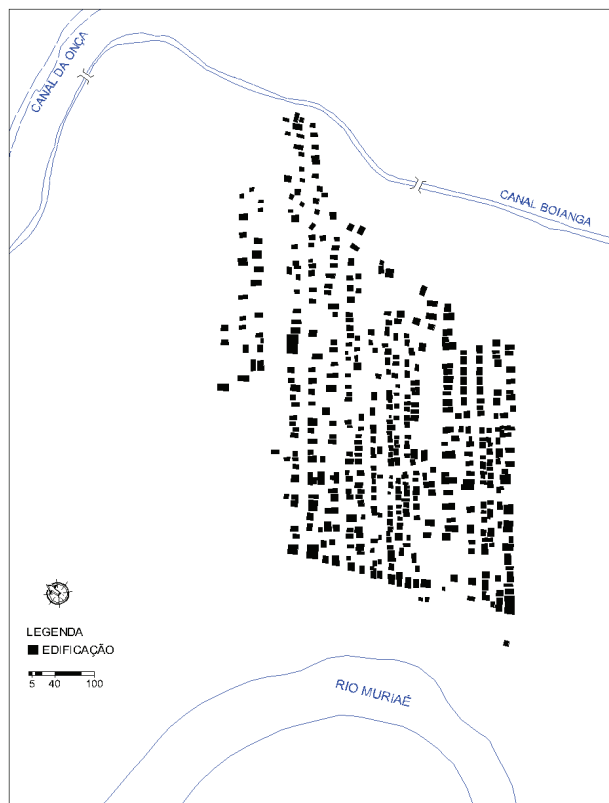 CANAL DA ONÇA
CANAL BOIANGA
LEGENDA
EDIFICAÇÃO
5 40 100
RIO MURIAÉ